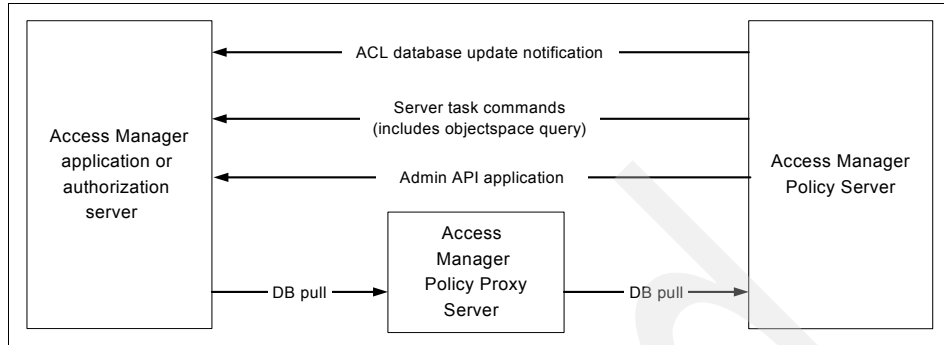 ACL database update notification
Server task commands
(includes objectspace query)
Admin API application
Access Manager
application or
authorization
server
Access Manager
Policy Server
Access
Manager
Policy Proxy
Server
DB pull
DB pull